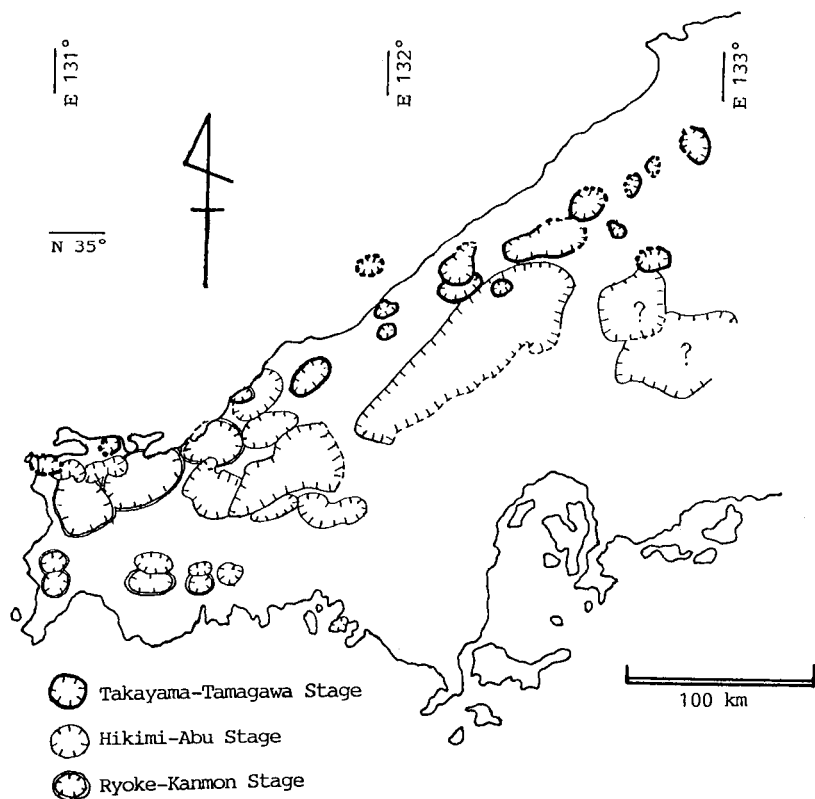 E 131°
E 132°
E 133°
N 35°
?
?
100 km
Takayama-Tamagawa Stage
Hikimi-Abu Stage
Ryoke-Kanmon Stage